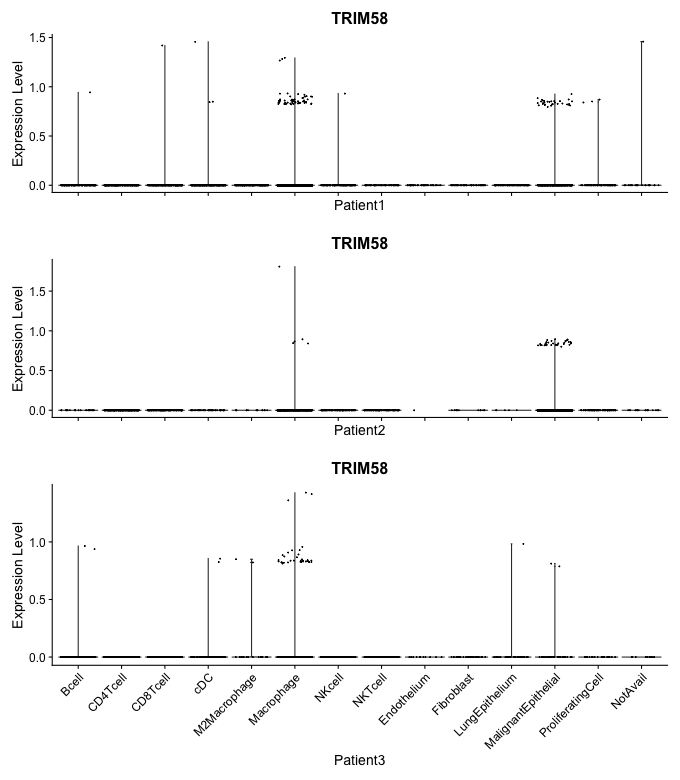 TRIM58
Expression Level
1.5
1.0
0.5
0.0
Patient1
TRIM58
Expression Level
1.5
1.0
0.5
0.0
Patient2
TRIM58
Expression Level
1.0
0.5
0.0
Bcell
CD4Tcell
CD8Tcell
cDC
M2Macrophage
Macrophage
NKcell
NKTcell
Endothelium
Fibroblast
LungEpithelium
MalignantEpithelial
ProliferatingCell
NotAvail
Patient3